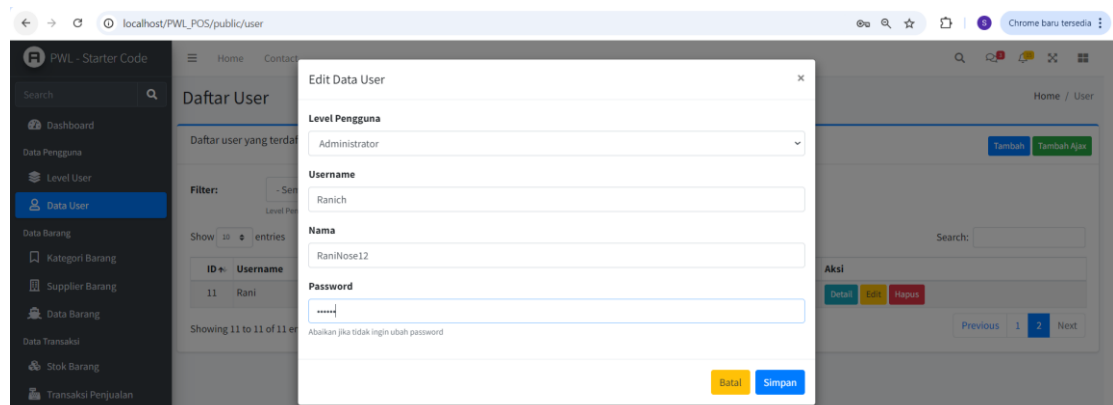 localhost/PWL_POS/public/user
S
Chrome baru tersedia
PWL - Starter Code
Home Contact
Search
Daftar User
Home / User
Dashboard
Data Pengguna
Level User
Data User
Data Barang
Kategori Barang
Supplier Barang
Data Barang
Data Transaksi
Stok Barang
Transaksi Penjualan
Daftar user yang terdaf
Tambah Tambah Ajax
Filter:
- Sem
Level Pen
Show 10 entries
Search:
ID Username Aksi
11 Rani Detail Edit Hapus
Showing 11 to 11 of 11 en
Previous 1 2 Next
Edit Data User
×
Level Pengguna
Administrator
Username
Ranich
Nama
RaniNose12
Password
••••••
Abaikan jika tidak ingin ubah password
Batal Simpan